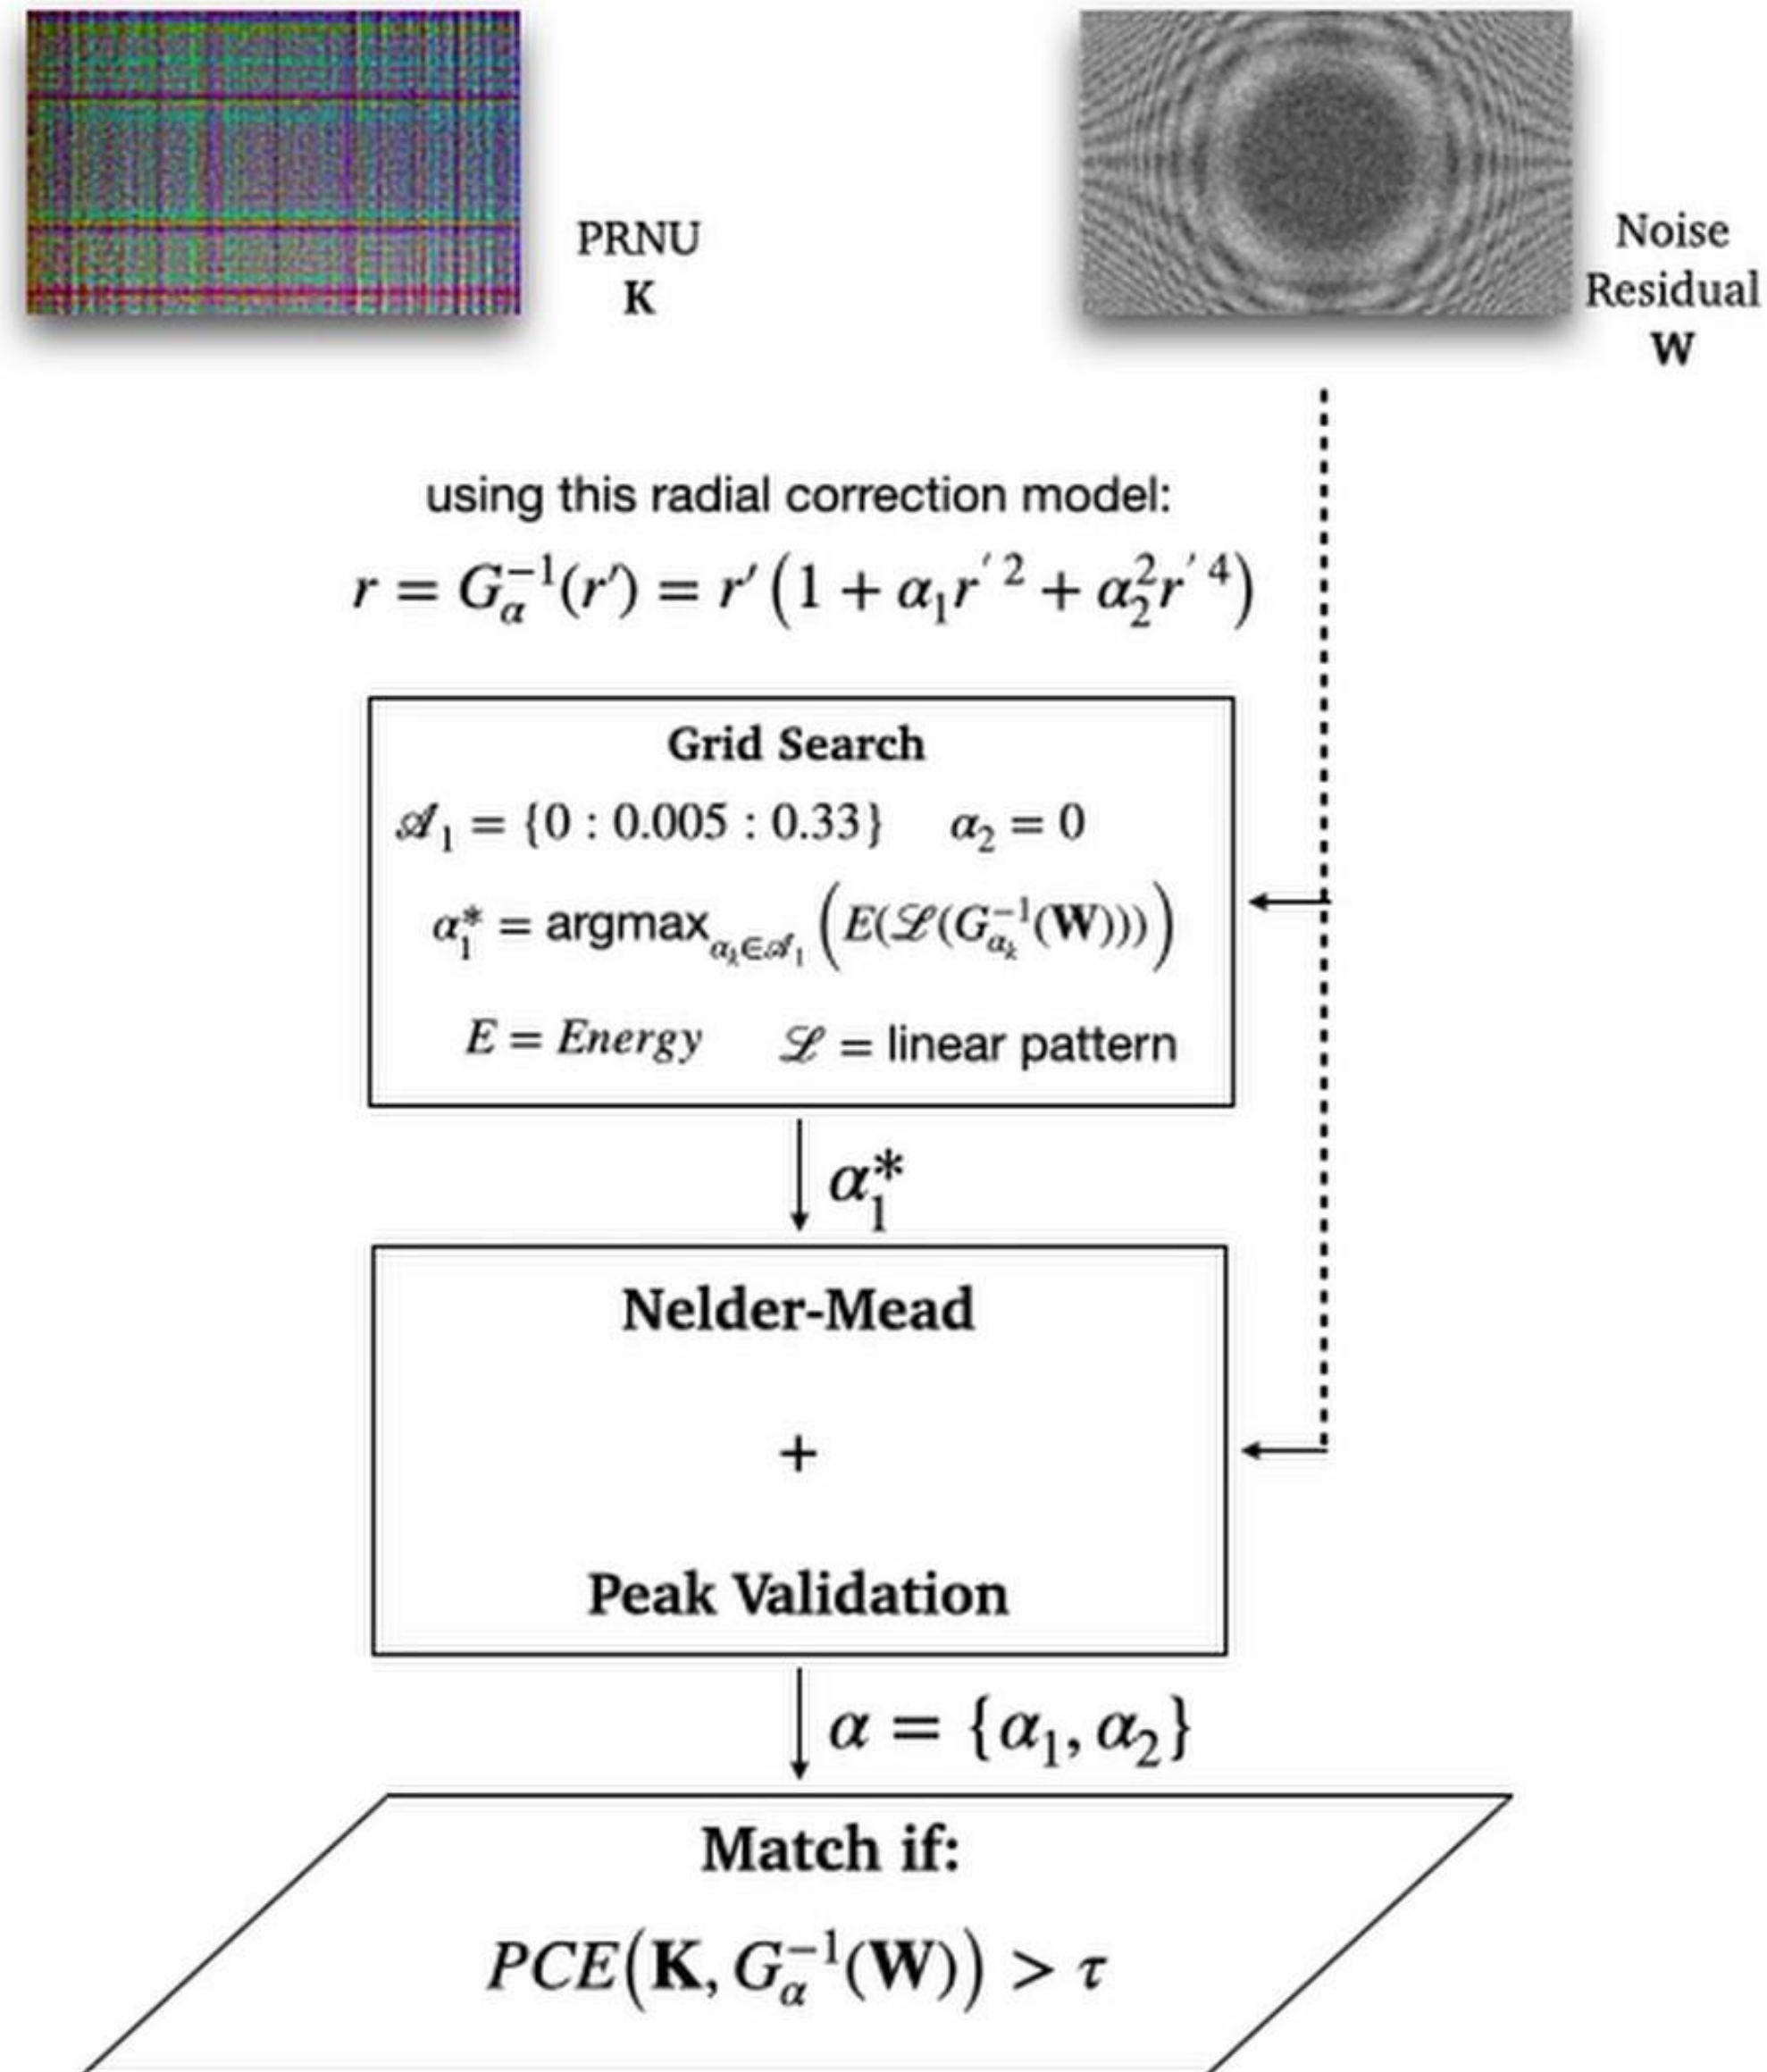 PRNU
K
Noise
Residual
W
using this radial correction model:
r = G_α^{-1}(r′) = r′(1 + α_1 r′^2 + α_2^2 r′^4)
Grid Search
𝒜_1 = {0 : 0.005 : 0.33} α_2 = 0
α_1^* = argmax_{α_k∈𝒜_1} (E(ℒ(G_{α_k}^{-1}(W))))
E = Energy ℒ = linear pattern
α_1^*
Nelder-Mead
+
Peak Validation
α = {α_1, α_2}
Match if:
PCE(K, G_α^{-1}(W)) > τ